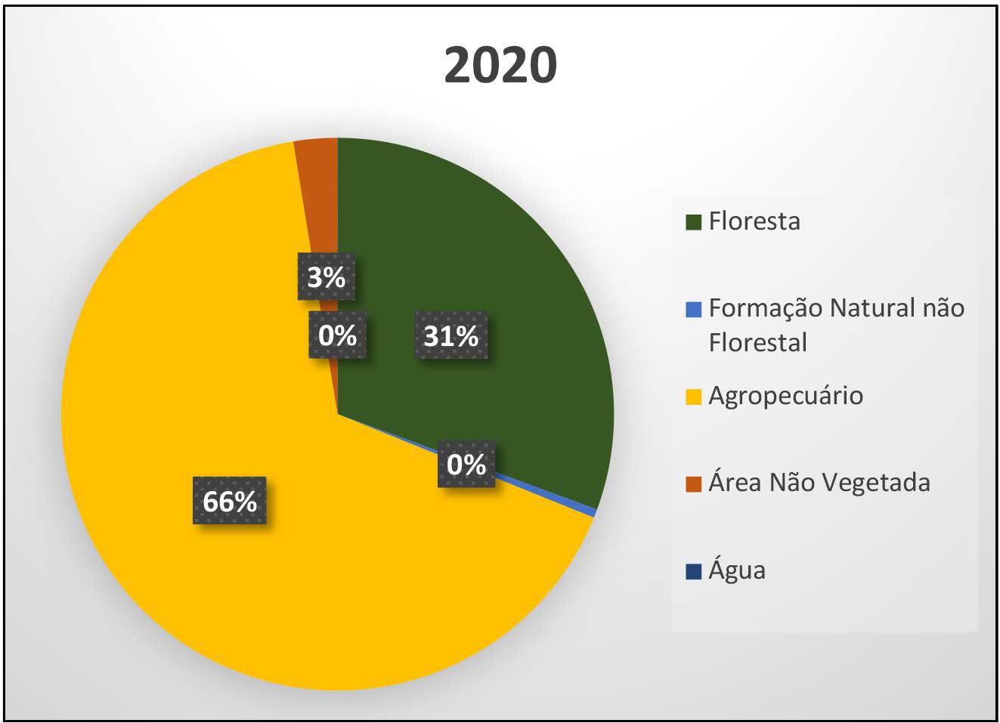 2020
3%
0%
31%
0%
66%
Floresta
Formação Natural não
Florestal
Agropecuário
Área Não Vegetada
Água